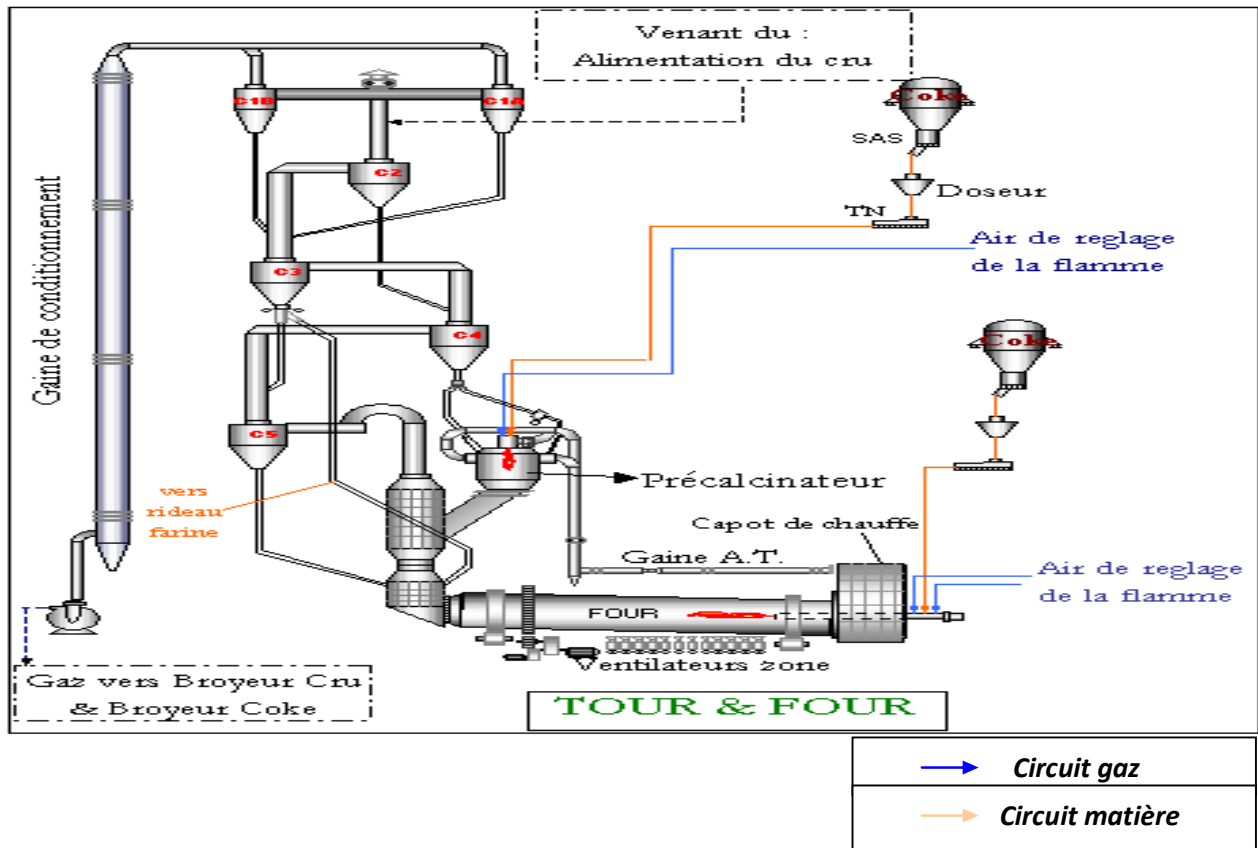 Venant du :
Alimentation du cru
C1B
C1A
Coke
SAS
C2
Doseur
TN
Air de reglage
de la flamme
Gaine de conditionnement
C3
C4
Coke
C5
Précalcinateur
vers
rideau
farine
Capot de chauffe
Gaine A.T.
Air de reglage
de la flamme
FOUR
Ventilateurs zone
Gaz vers Broyeur Cru
& Broyeur Coke
TOUR & FOUR
Circuit gaz
Circuit matière